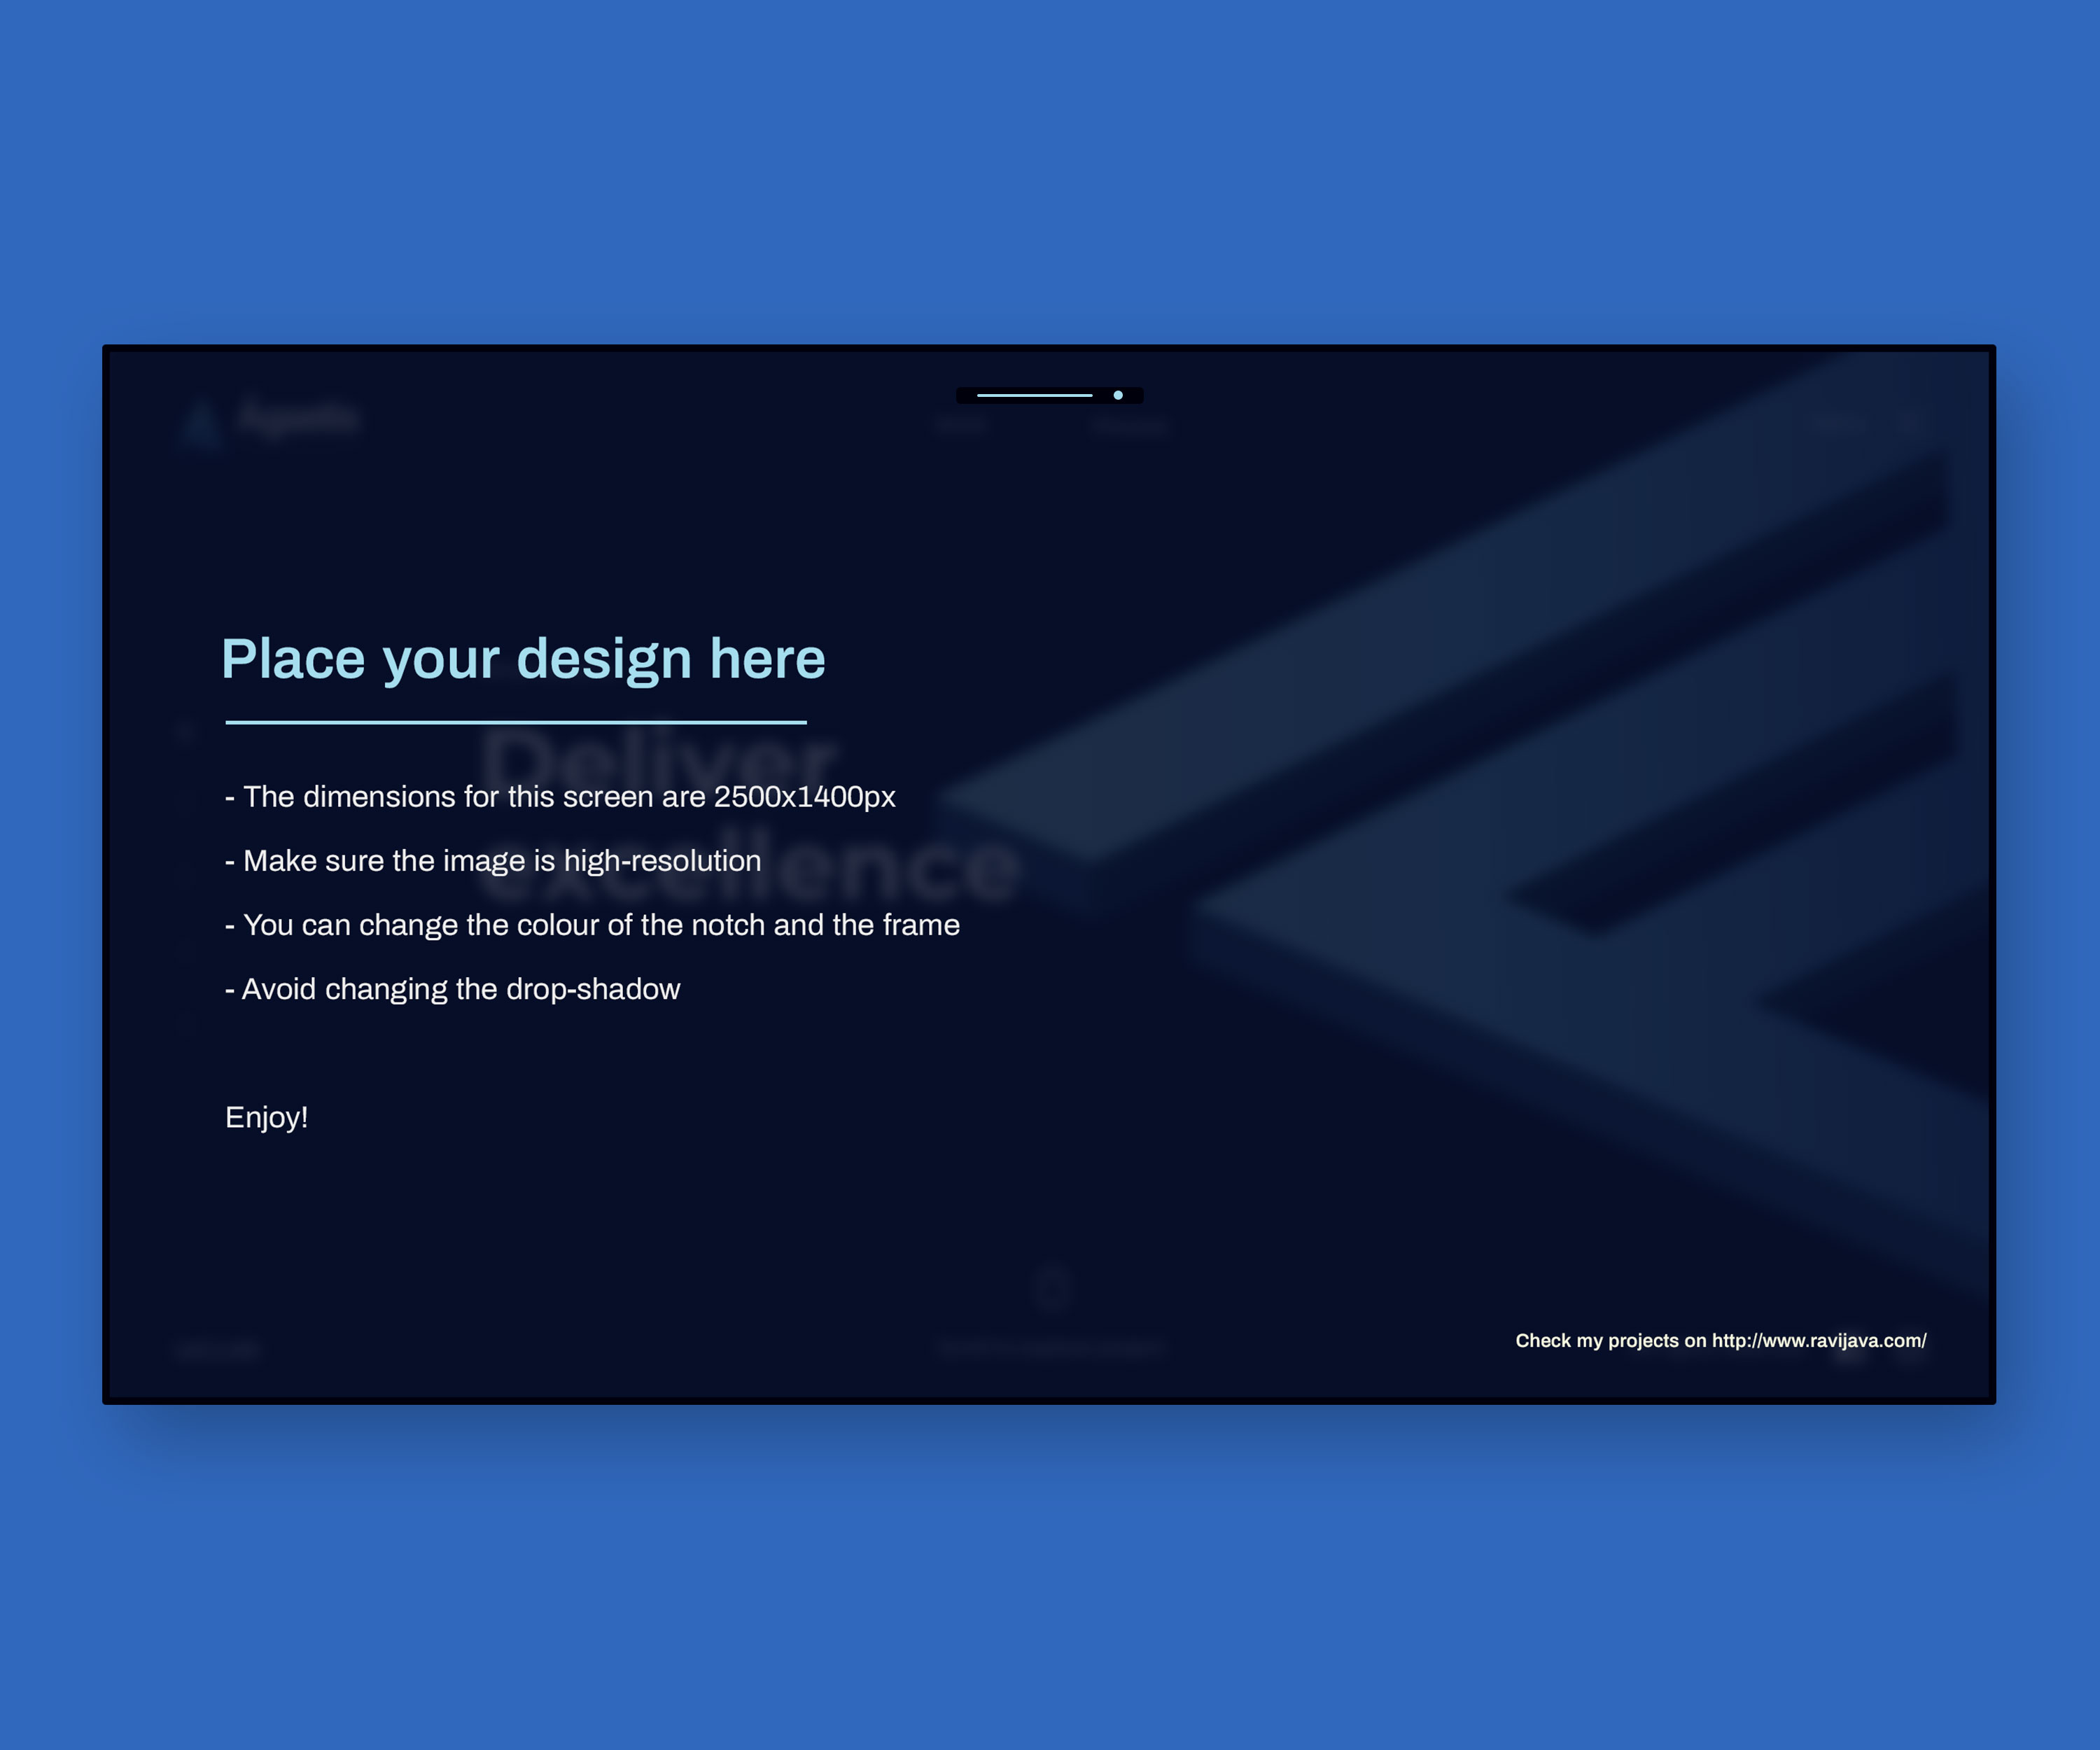 Place your design here
Deliver
- The dimensions for this screen are 2500x1400px
excellence
- Make sure the image is high-resolution
- You can change the colour of the notch and the frame
- Avoid changing the drop-shadow
Enjoy!
Check my projects on http://www.ravijava.com/